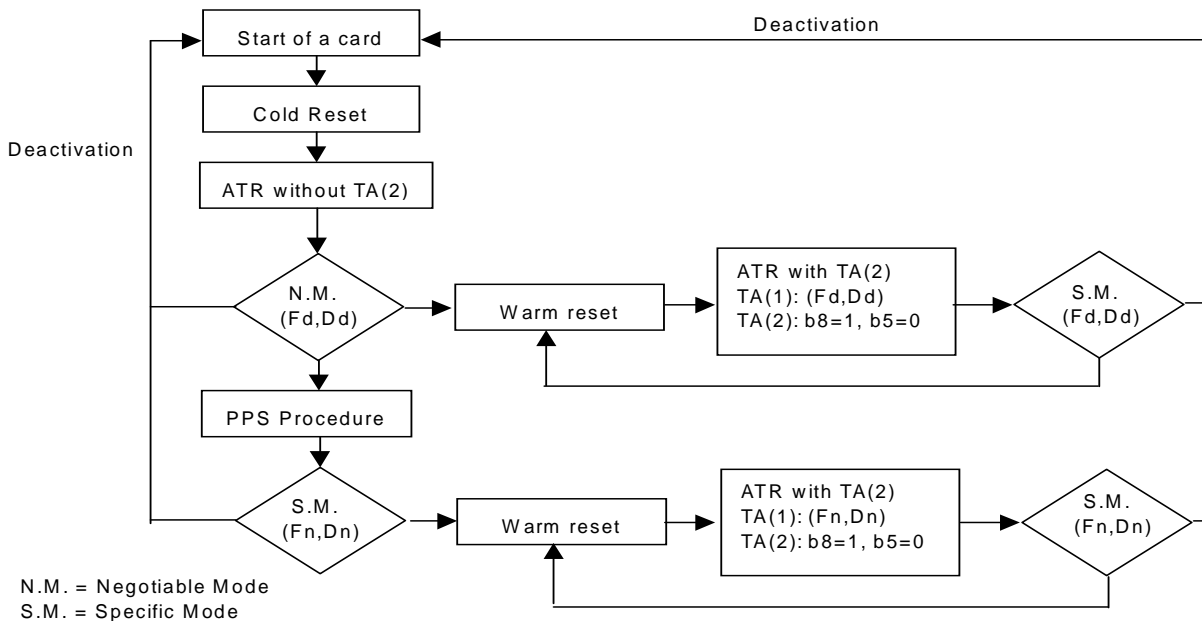 Deactivation
Start of a card
Cold Reset
Deactivation
ATR without TA(2)
N.M.
(Fd,Dd)
Warm reset
ATR with TA(2)
TA(1): (Fd,Dd)
TA(2): b8=1, b5=0
S.M.
(Fd,Dd)
PPS Procedure
S.M.
(Fn,Dn)
Warm reset
ATR with TA(2)
TA(1): (Fn,Dn)
TA(2): b8=1, b5=0
S.M.
(Fn,Dn)
N.M. = Negotiable Mode
S.M. = Specific Mode